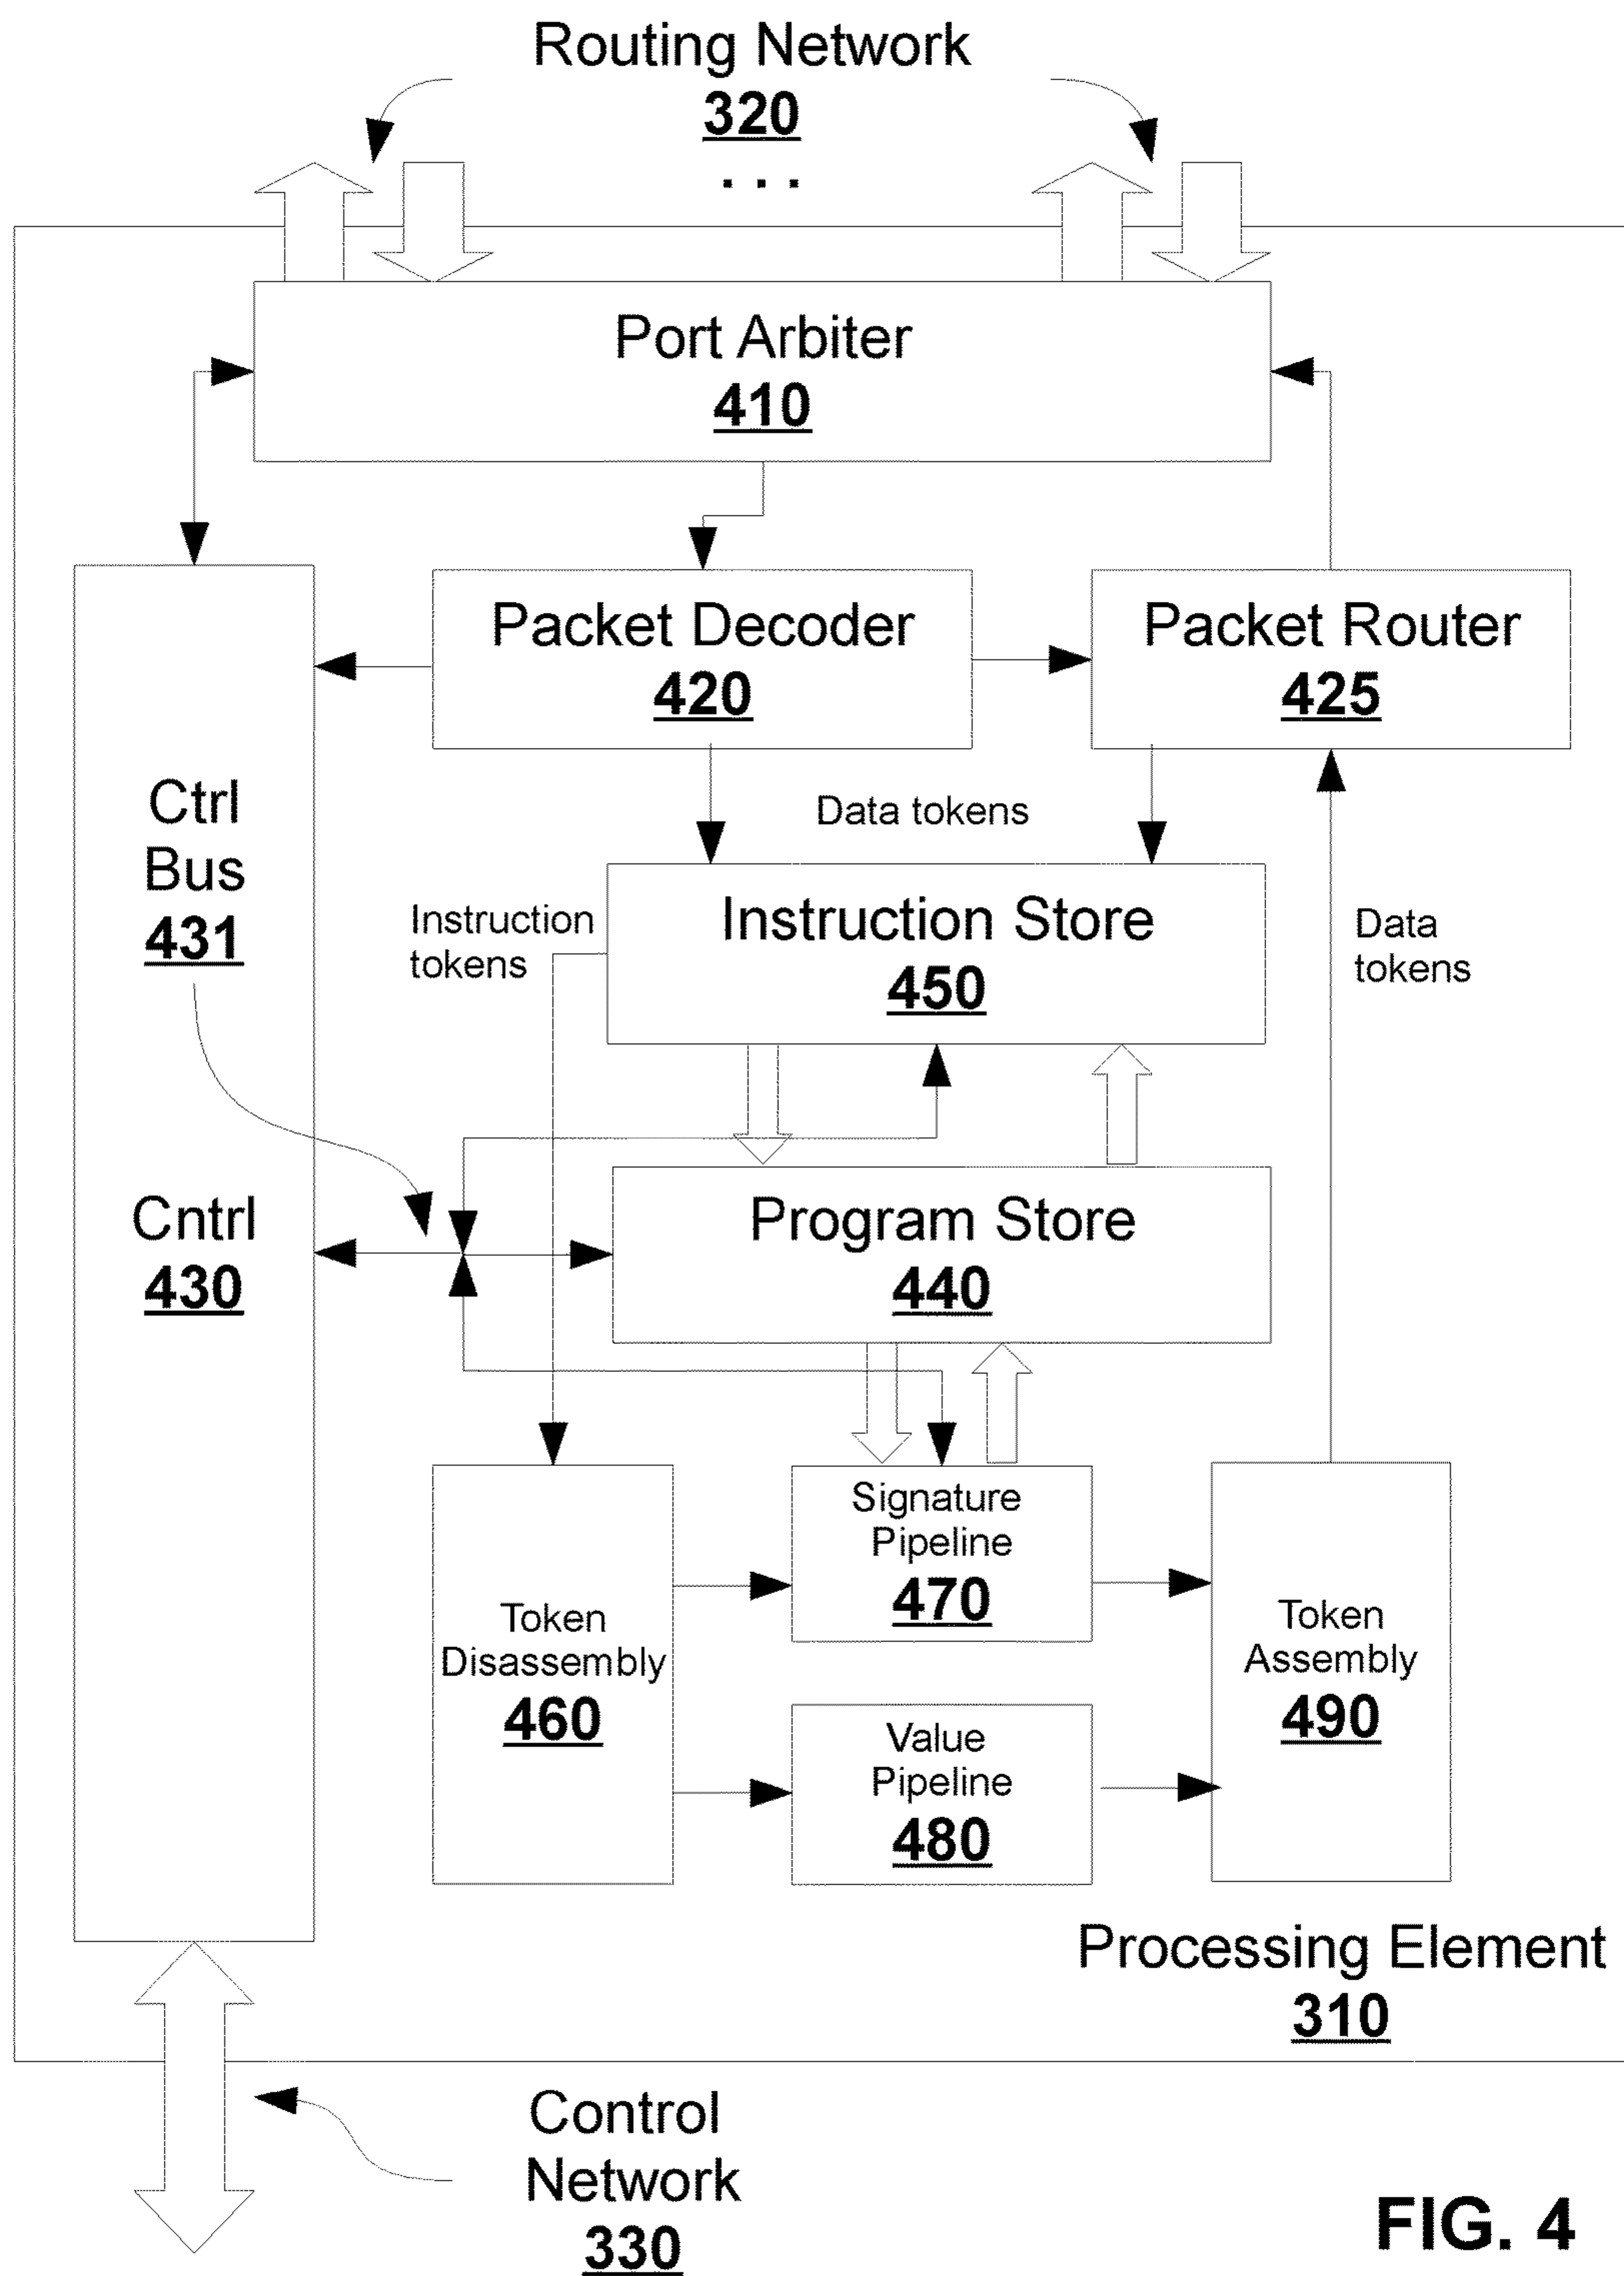 Routing Network
320
...
Port Arbiter
410
Packet Decoder
420
Packet Router
425
Ctrl
Bus
431
Data tokens
Instruction
tokens
Instruction Store
450
Data
tokens
Cntrl
430
Program Store
440
Token
Disassembly
460
Signature
Pipeline
470
Value
Pipeline
480
Token
Assembly
490
Processing Element
310
Control
Network
330
FIG. 4